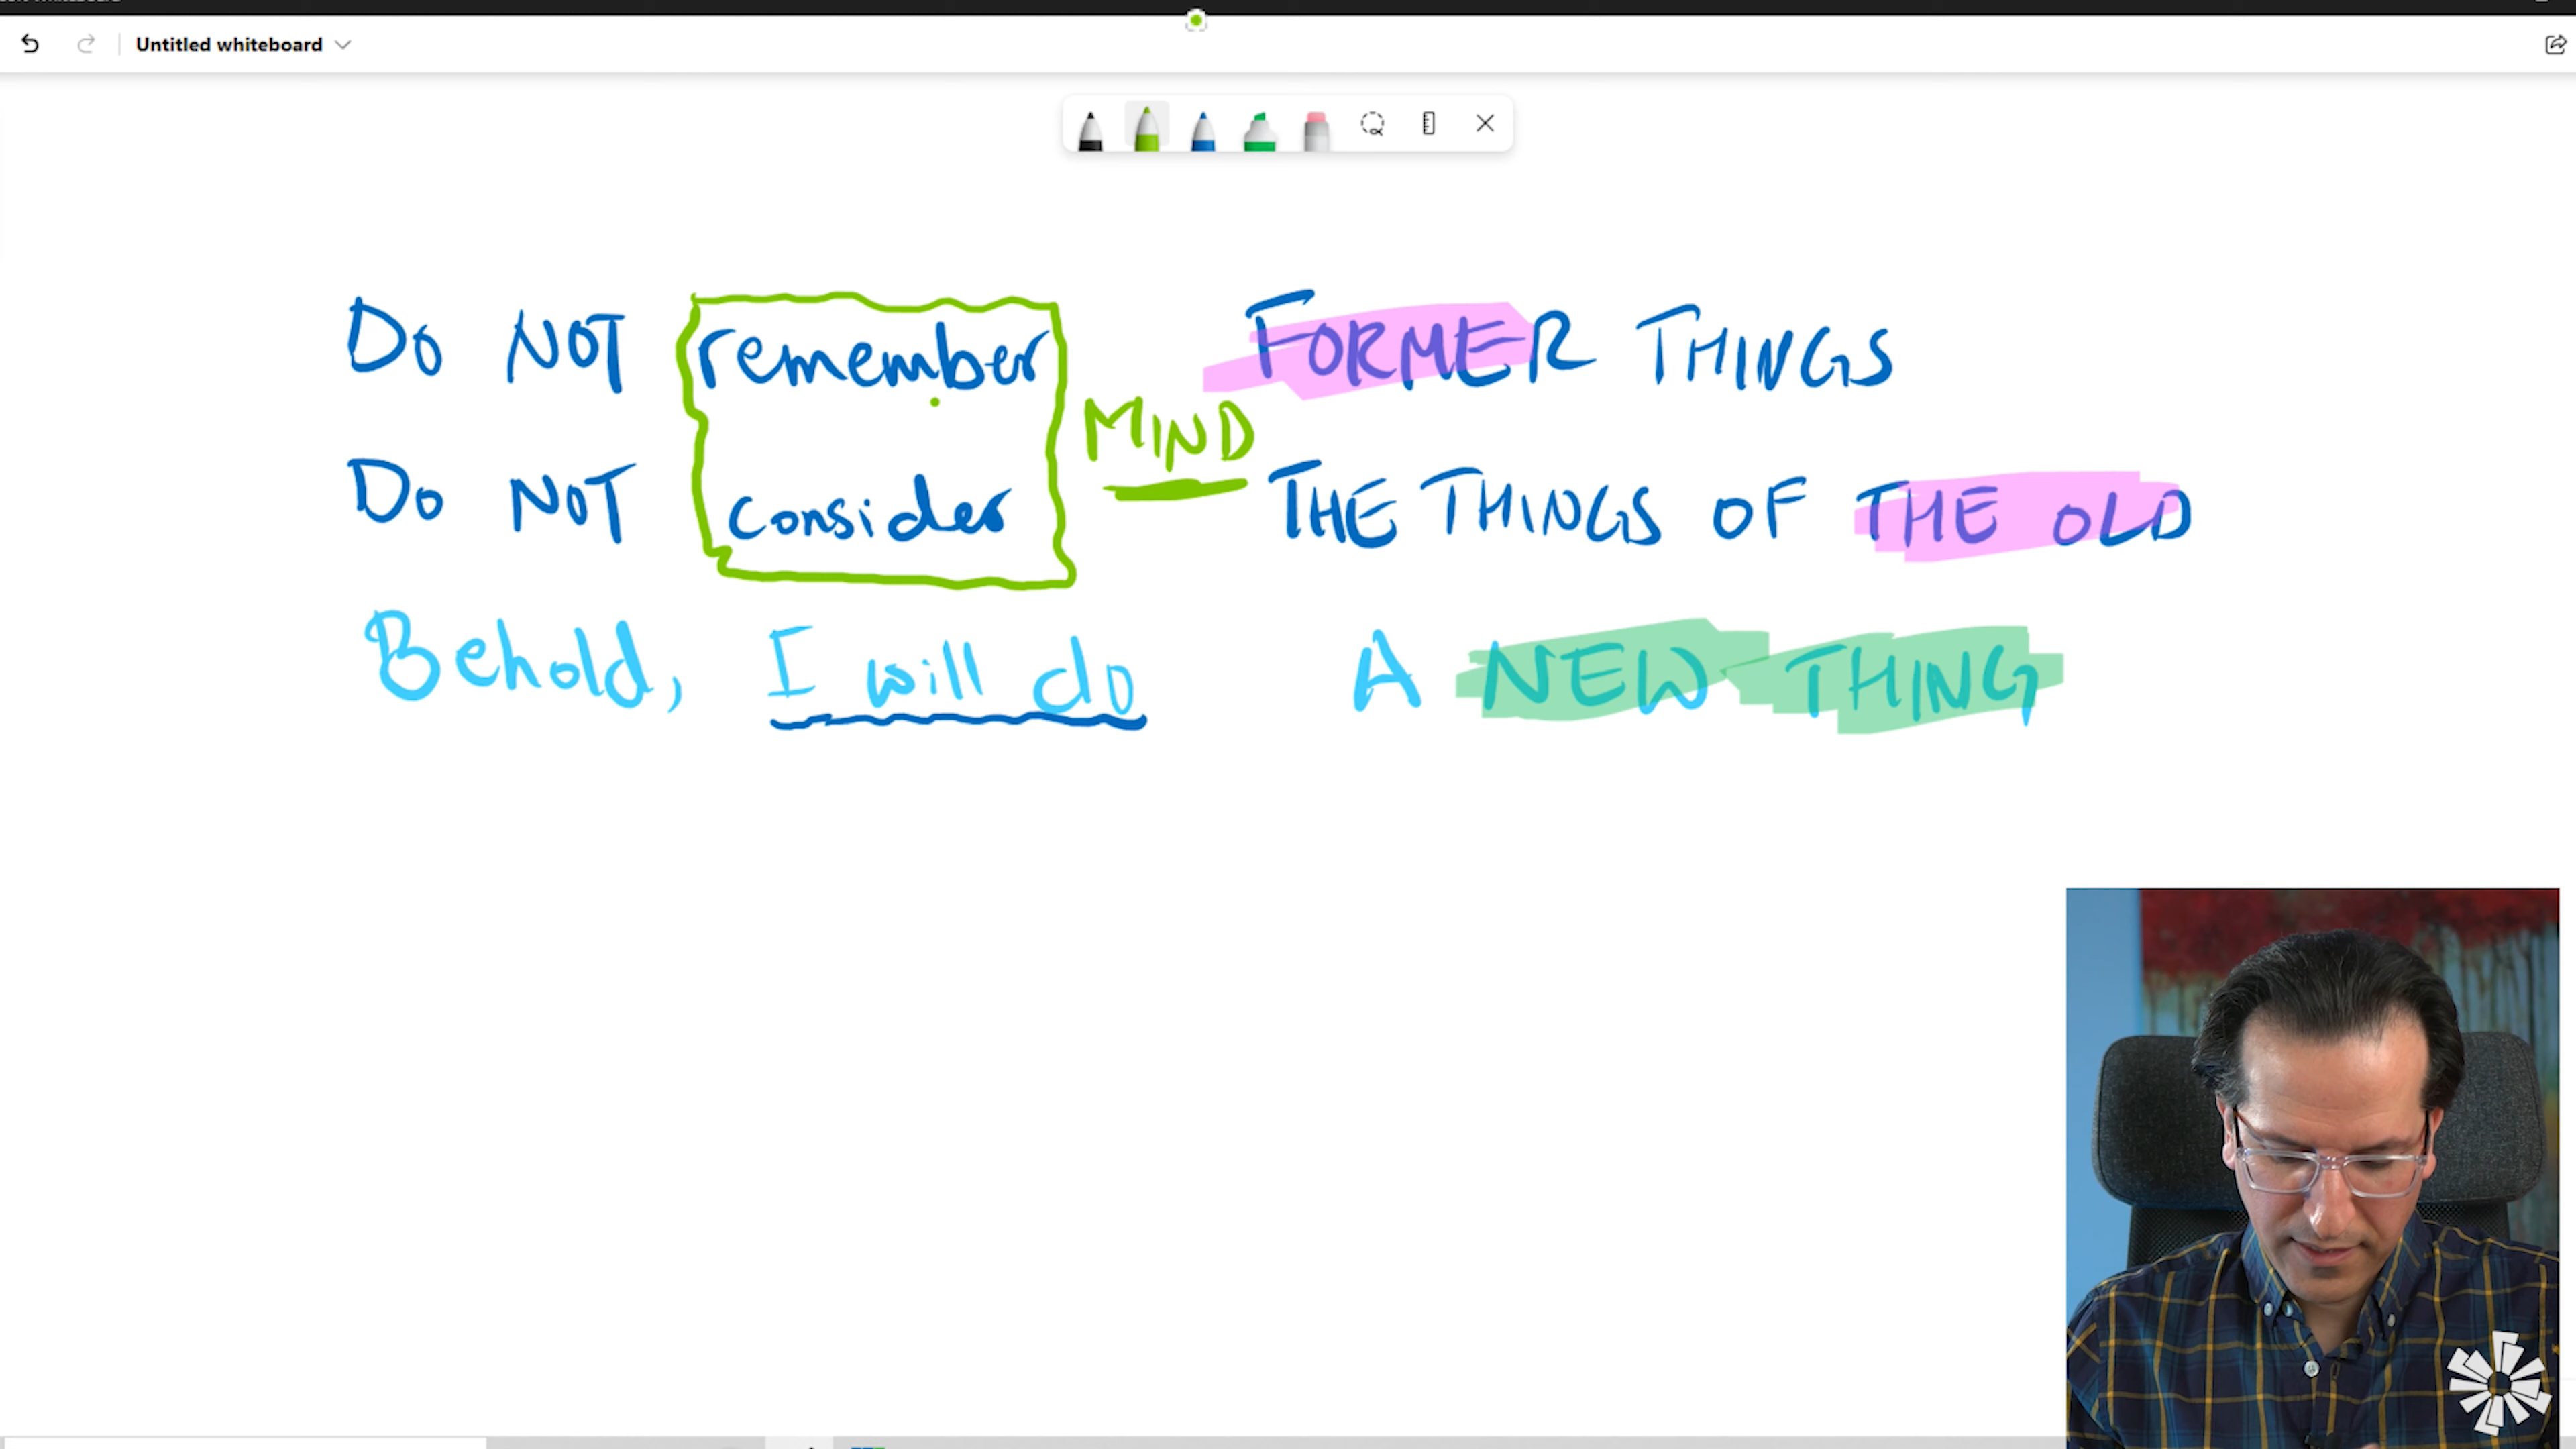 Untitled whiteboard
Do NOT remember FORMER THINGS
MIND
Do NOT consider THE THINGS OF THE OLD
Behold, I will do A NEW THING